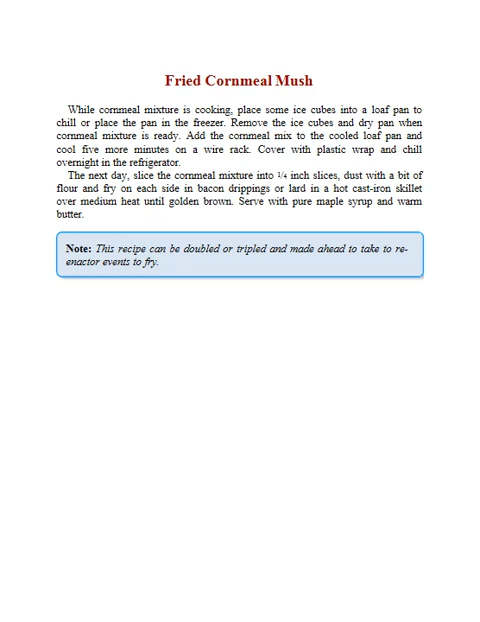 Fried Cornmeal Mush
While cornmeal mixture is cooking, place some ice cubes into a loaf pan to
chill or place the pan in the freezer. Remove the ice cubes and dry pan when
cornmeal mixture is ready. Add the cornmeal mix to the cooled loaf pan and
cool five more minutes on a wire rack. Cover with plastic wrap and chill
overnight in the refrigerator.
The next day, slice the cornmeal mixture into 1/4 inch slices, dust with a bit of
flour and fry on each side in bacon drippings or lard in a hot cast-iron skillet
over medium heat until golden brown. Serve with pure maple syrup and warm
butter.
Note: This recipe can be doubled or tripled and made ahead to take to re-
enactor events to fry.